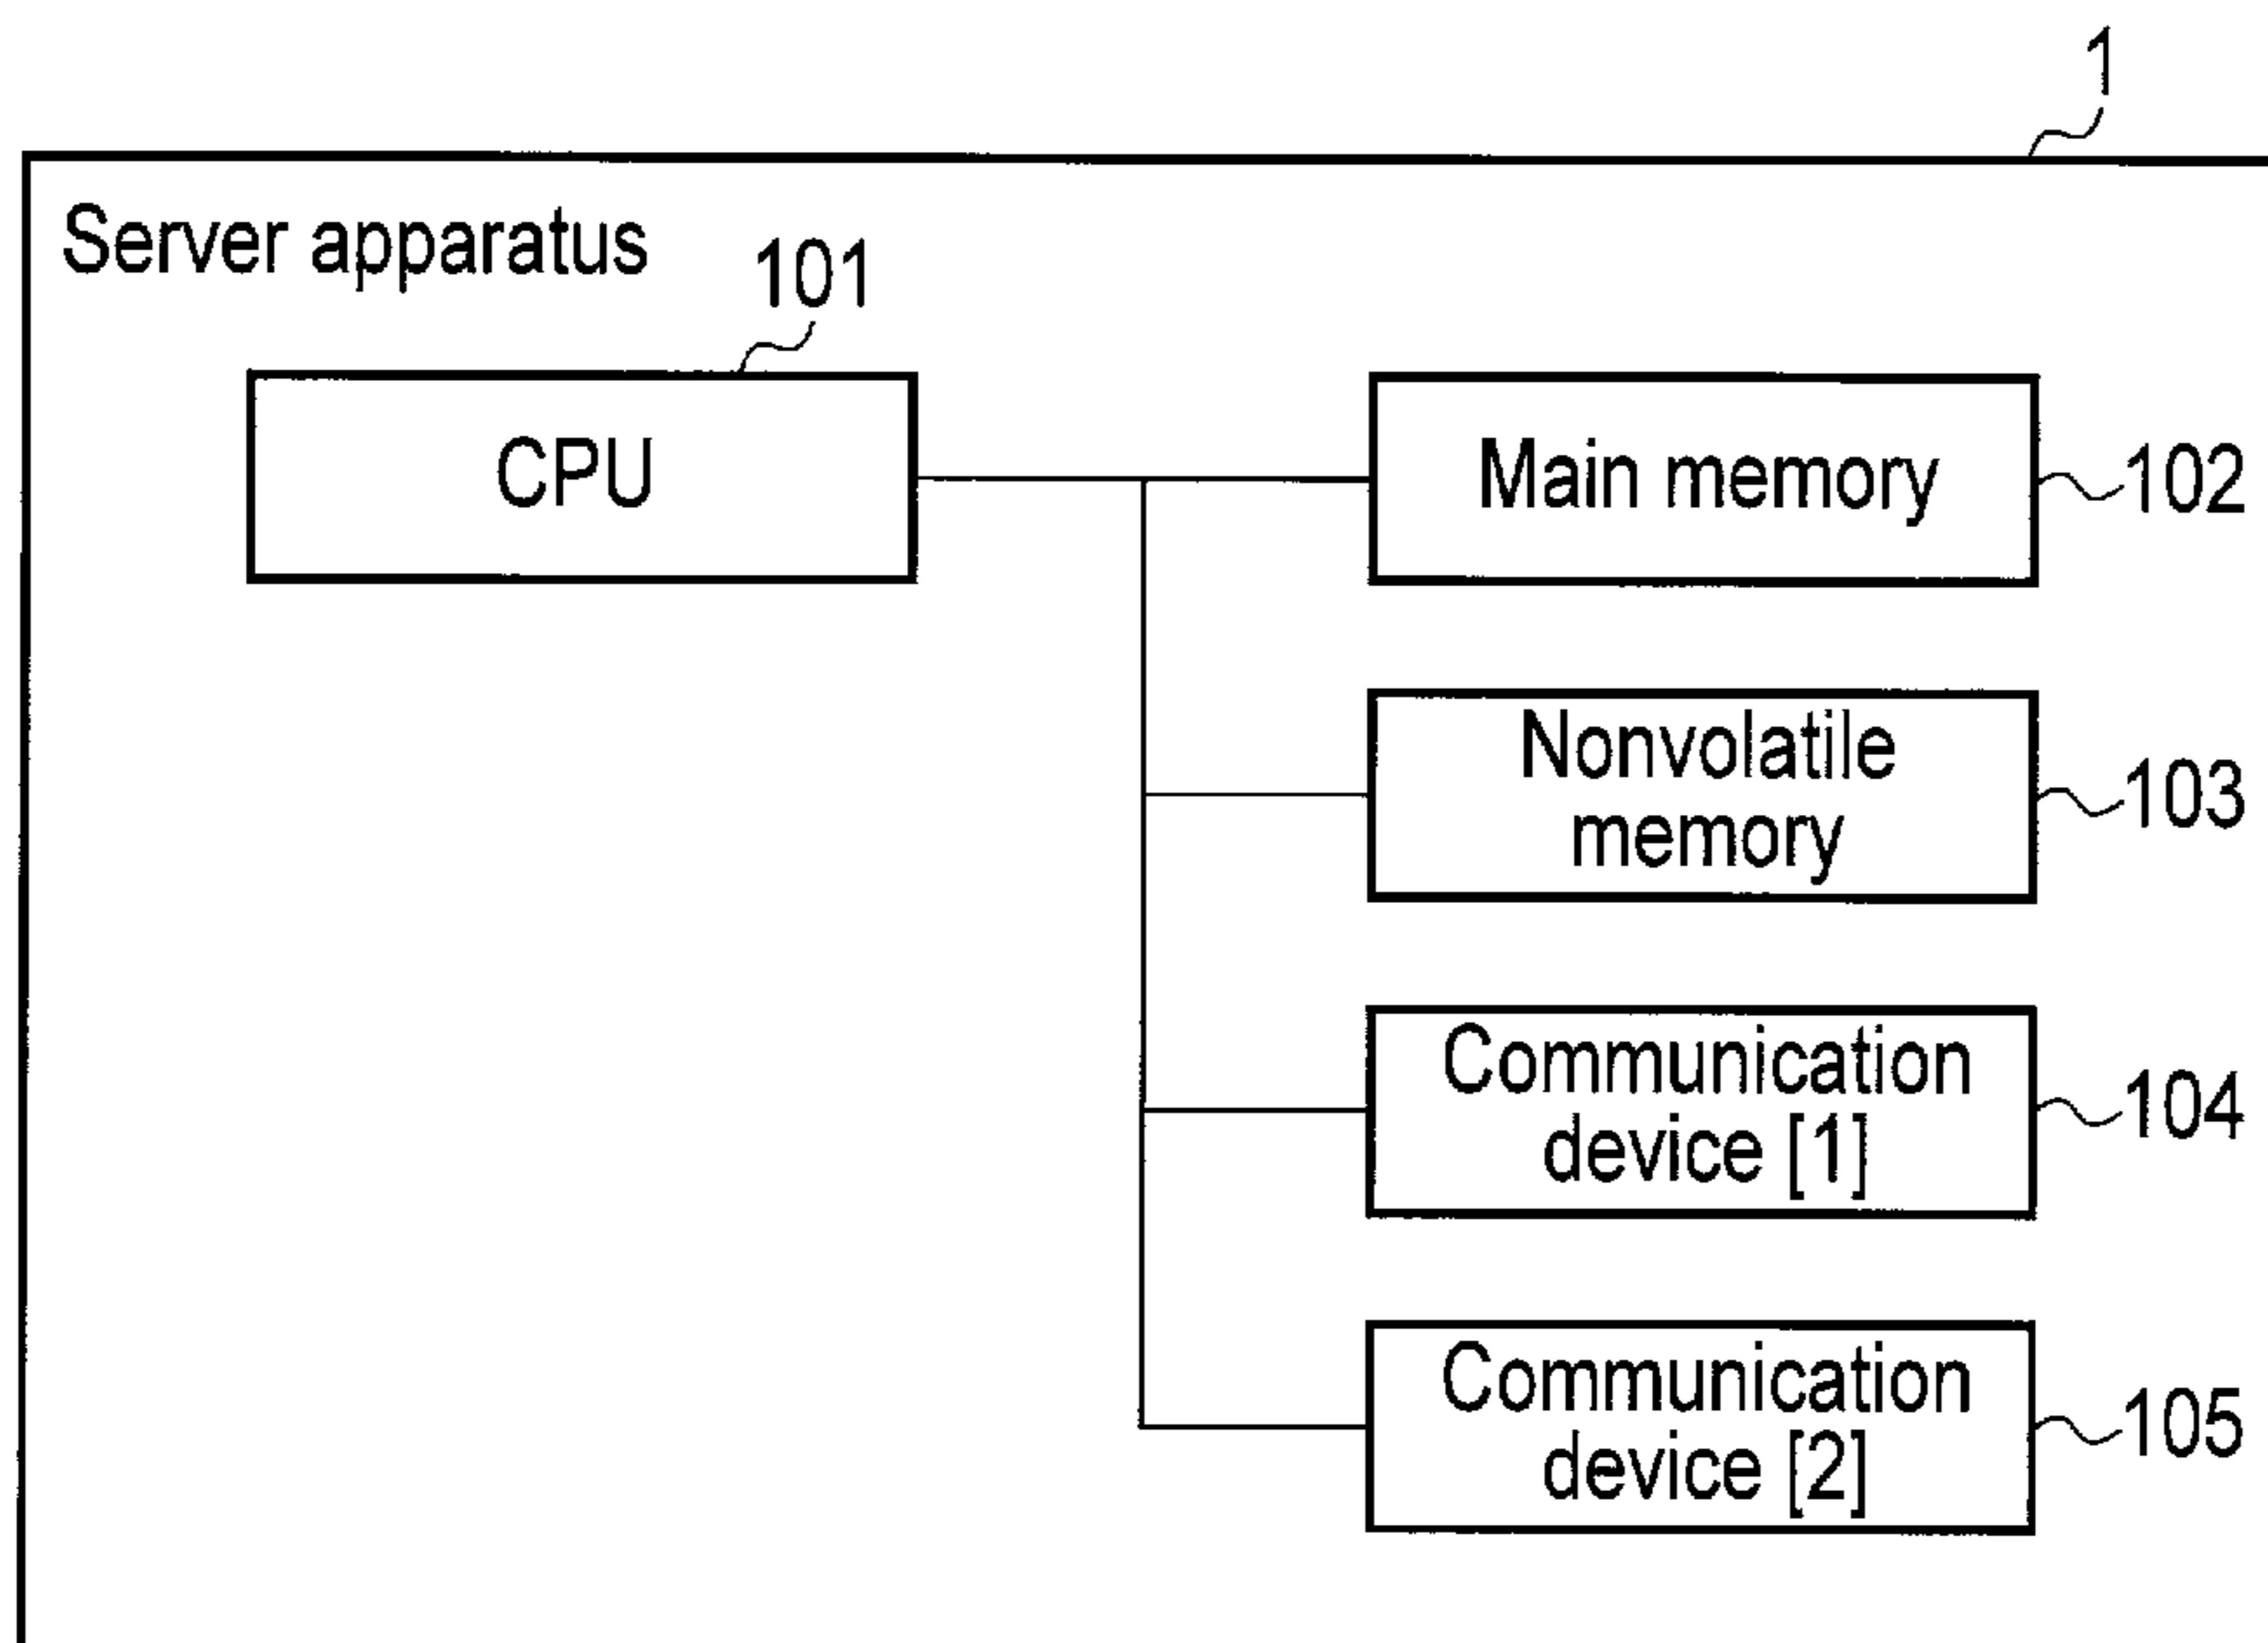 1
Server apparatus
101
CPU
Main memory
102
Nonvolatile
memory
103
Communication
device [1]
104
Communication
device [2]
105